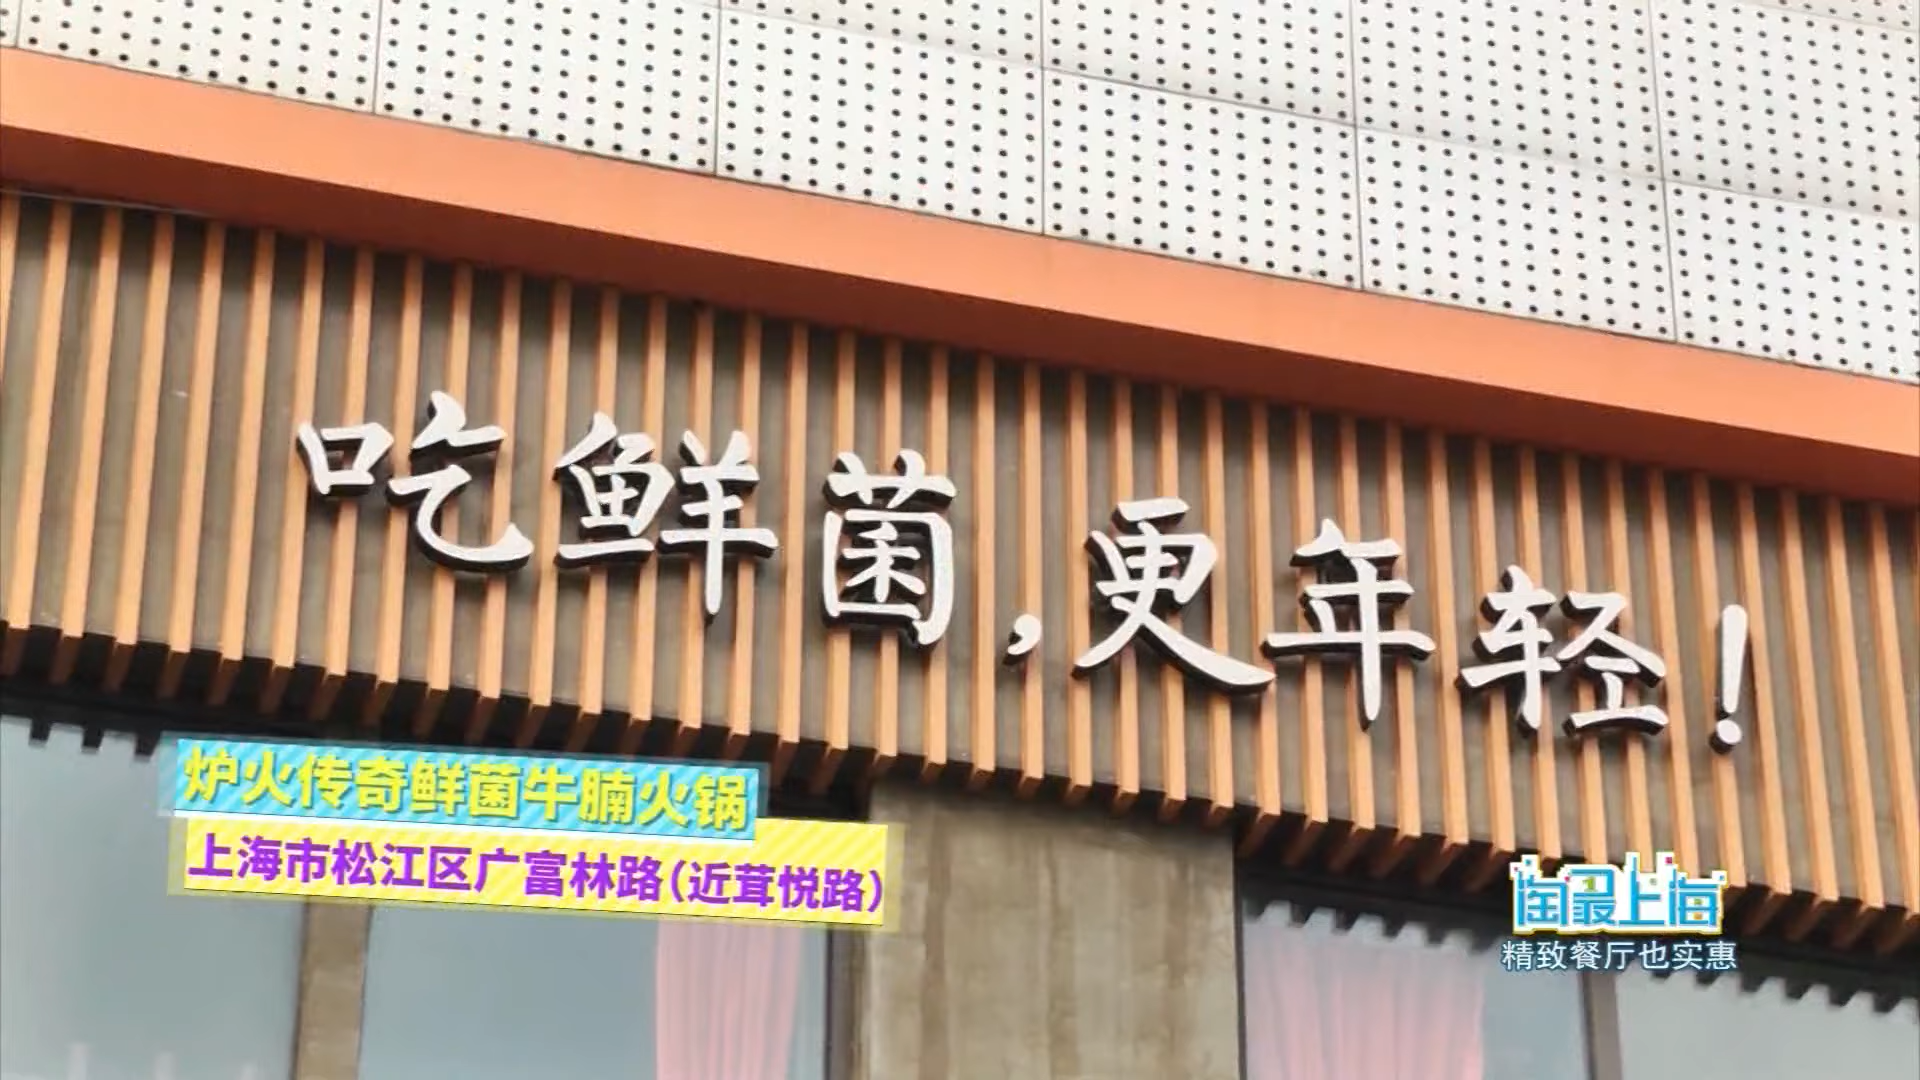 吃鲜菌,更年轻!
炉火传奇鲜菌牛腩火锅
上海市松江区广富林路(近茸悦路)
淘最上海
精致餐厅也实惠